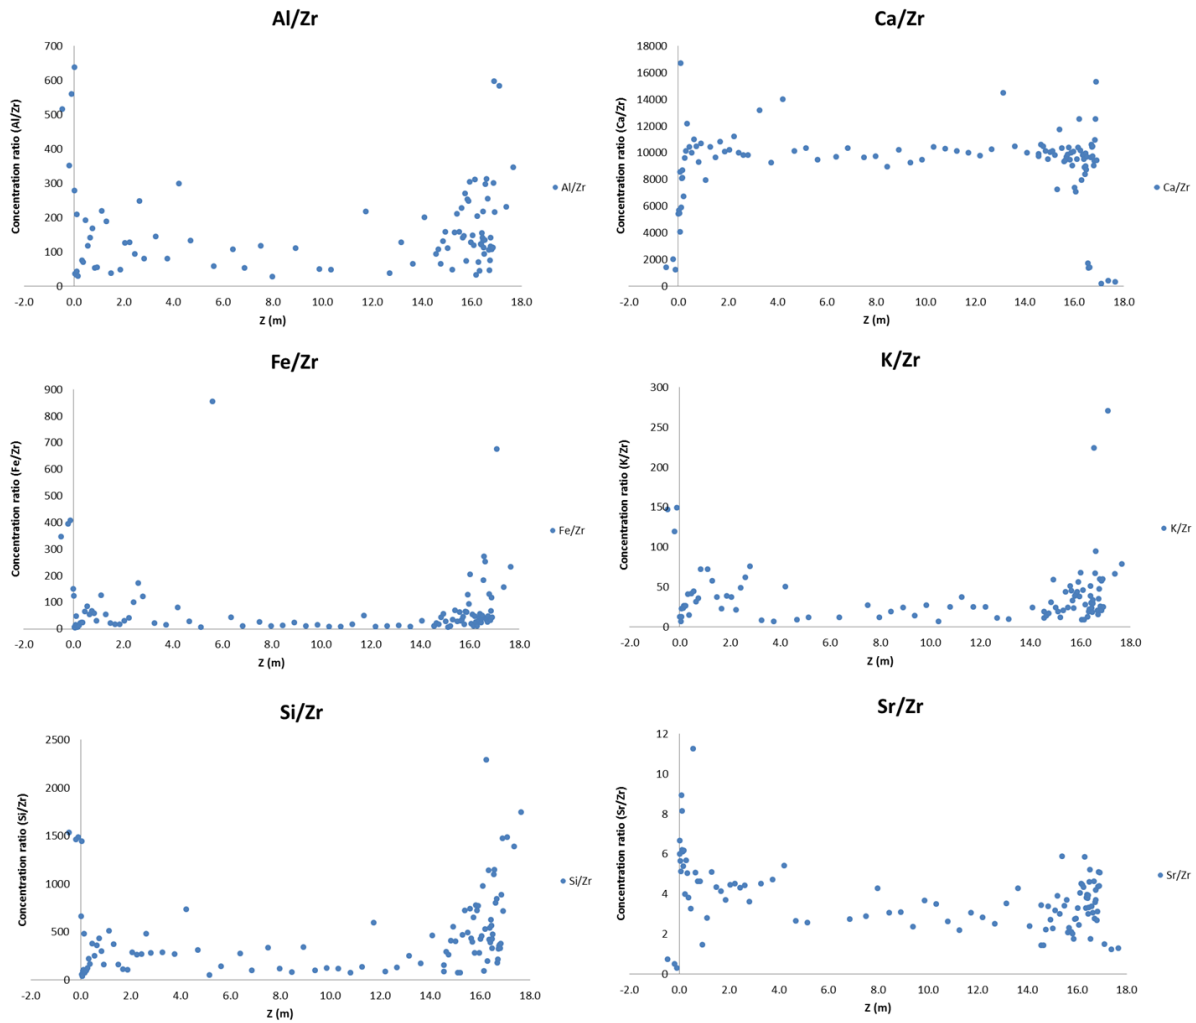 Al/Zr
Concentration ratio (Al/Zr)
700
600
500
400
300
200
100
0
-2.0 0.0 2.0 4.0 6.0 8.0 10.0 12.0 14.0 16.0 18.0
Z (m)
Al/Zr
Ca/Zr
Concentration ratio (Ca/Zr)
18000
16000
14000
12000
10000
8000
6000
4000
2000
0
-2.0 0.0 2.0 4.0 6.0 8.0 10.0 12.0 14.0 16.0 18.0
Z (m)
Ca/Zr
Fe/Zr
Concentration ratio (Fe/Zr)
900
800
700
600
500
400
300
200
100
0
-2.0 0.0 2.0 4.0 6.0 8.0 10.0 12.0 14.0 16.0 18.0
Z (m)
Fe/Zr
K/Zr
Concentration ratio (K/Zr)
300
250
200
150
100
50
0
-2.0 0.0 2.0 4.0 6.0 8.0 10.0 12.0 14.0 16.0 18.0
Z (m)
K/Zr
Si/Zr
Concentration ratio (Si/Zr)
2500
2000
1500
1000
500
0
-2.0 0.0 2.0 4.0 6.0 8.0 10.0 12.0 14.0 16.0 18.0
Z (m)
Si/Zr
Sr/Zr
Concentration ratio (Sr/Zr)
12
10
8
6
4
2
0
-2.0 0.0 2.0 4.0 6.0 8.0 10.0 12.0 14.0 16.0 18.0
Z (m)
Sr/Zr